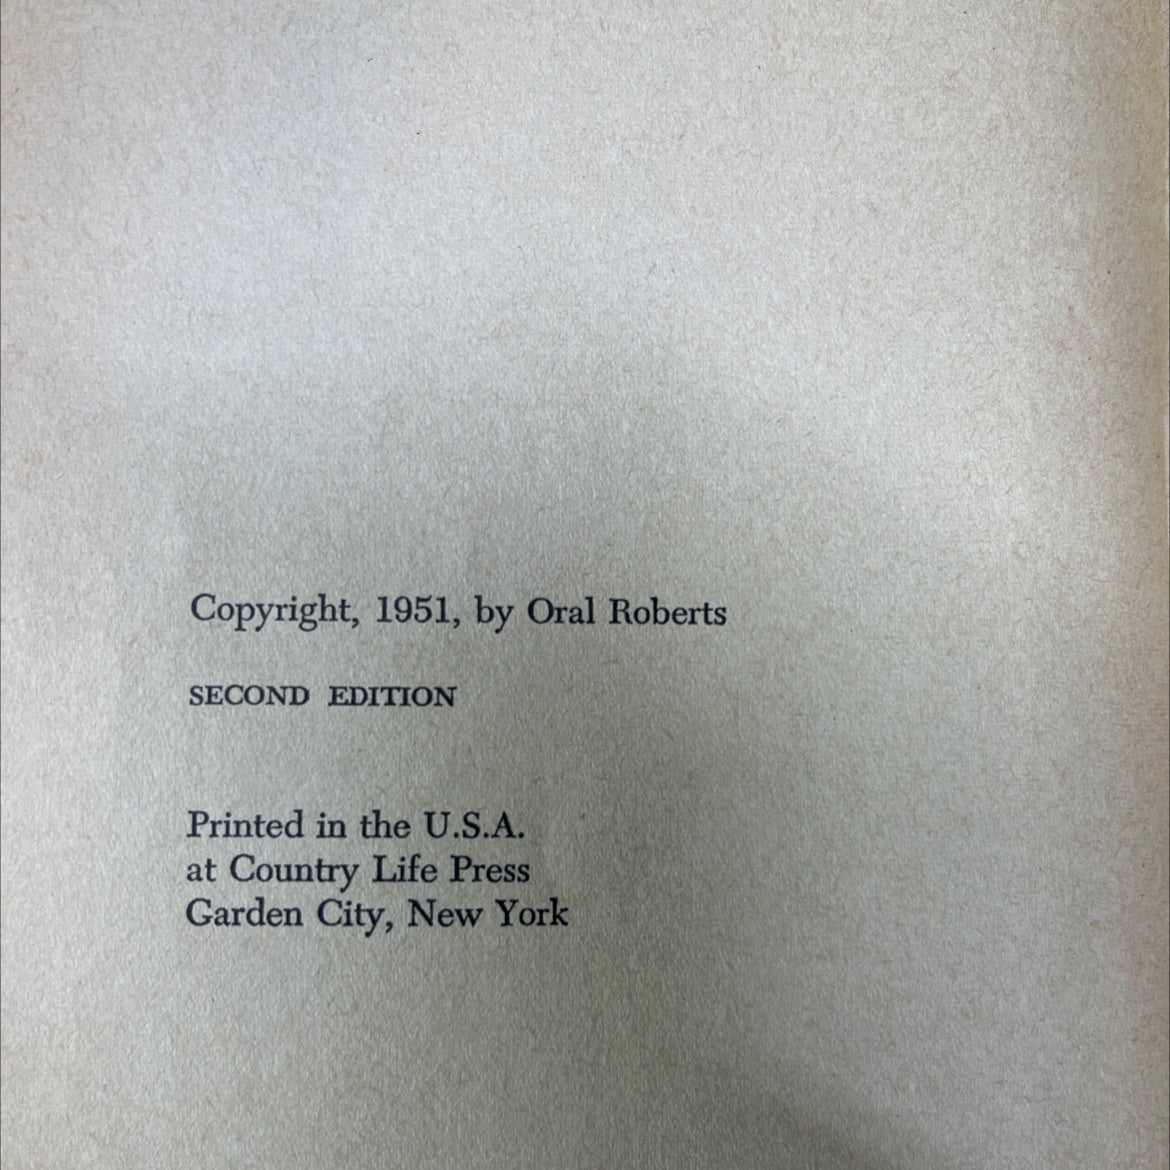 Copyright, 1951, by Oral Roberts
SECOND EDITION
Printed in the U.S.A.
at Country Life Press
Garden City, New York